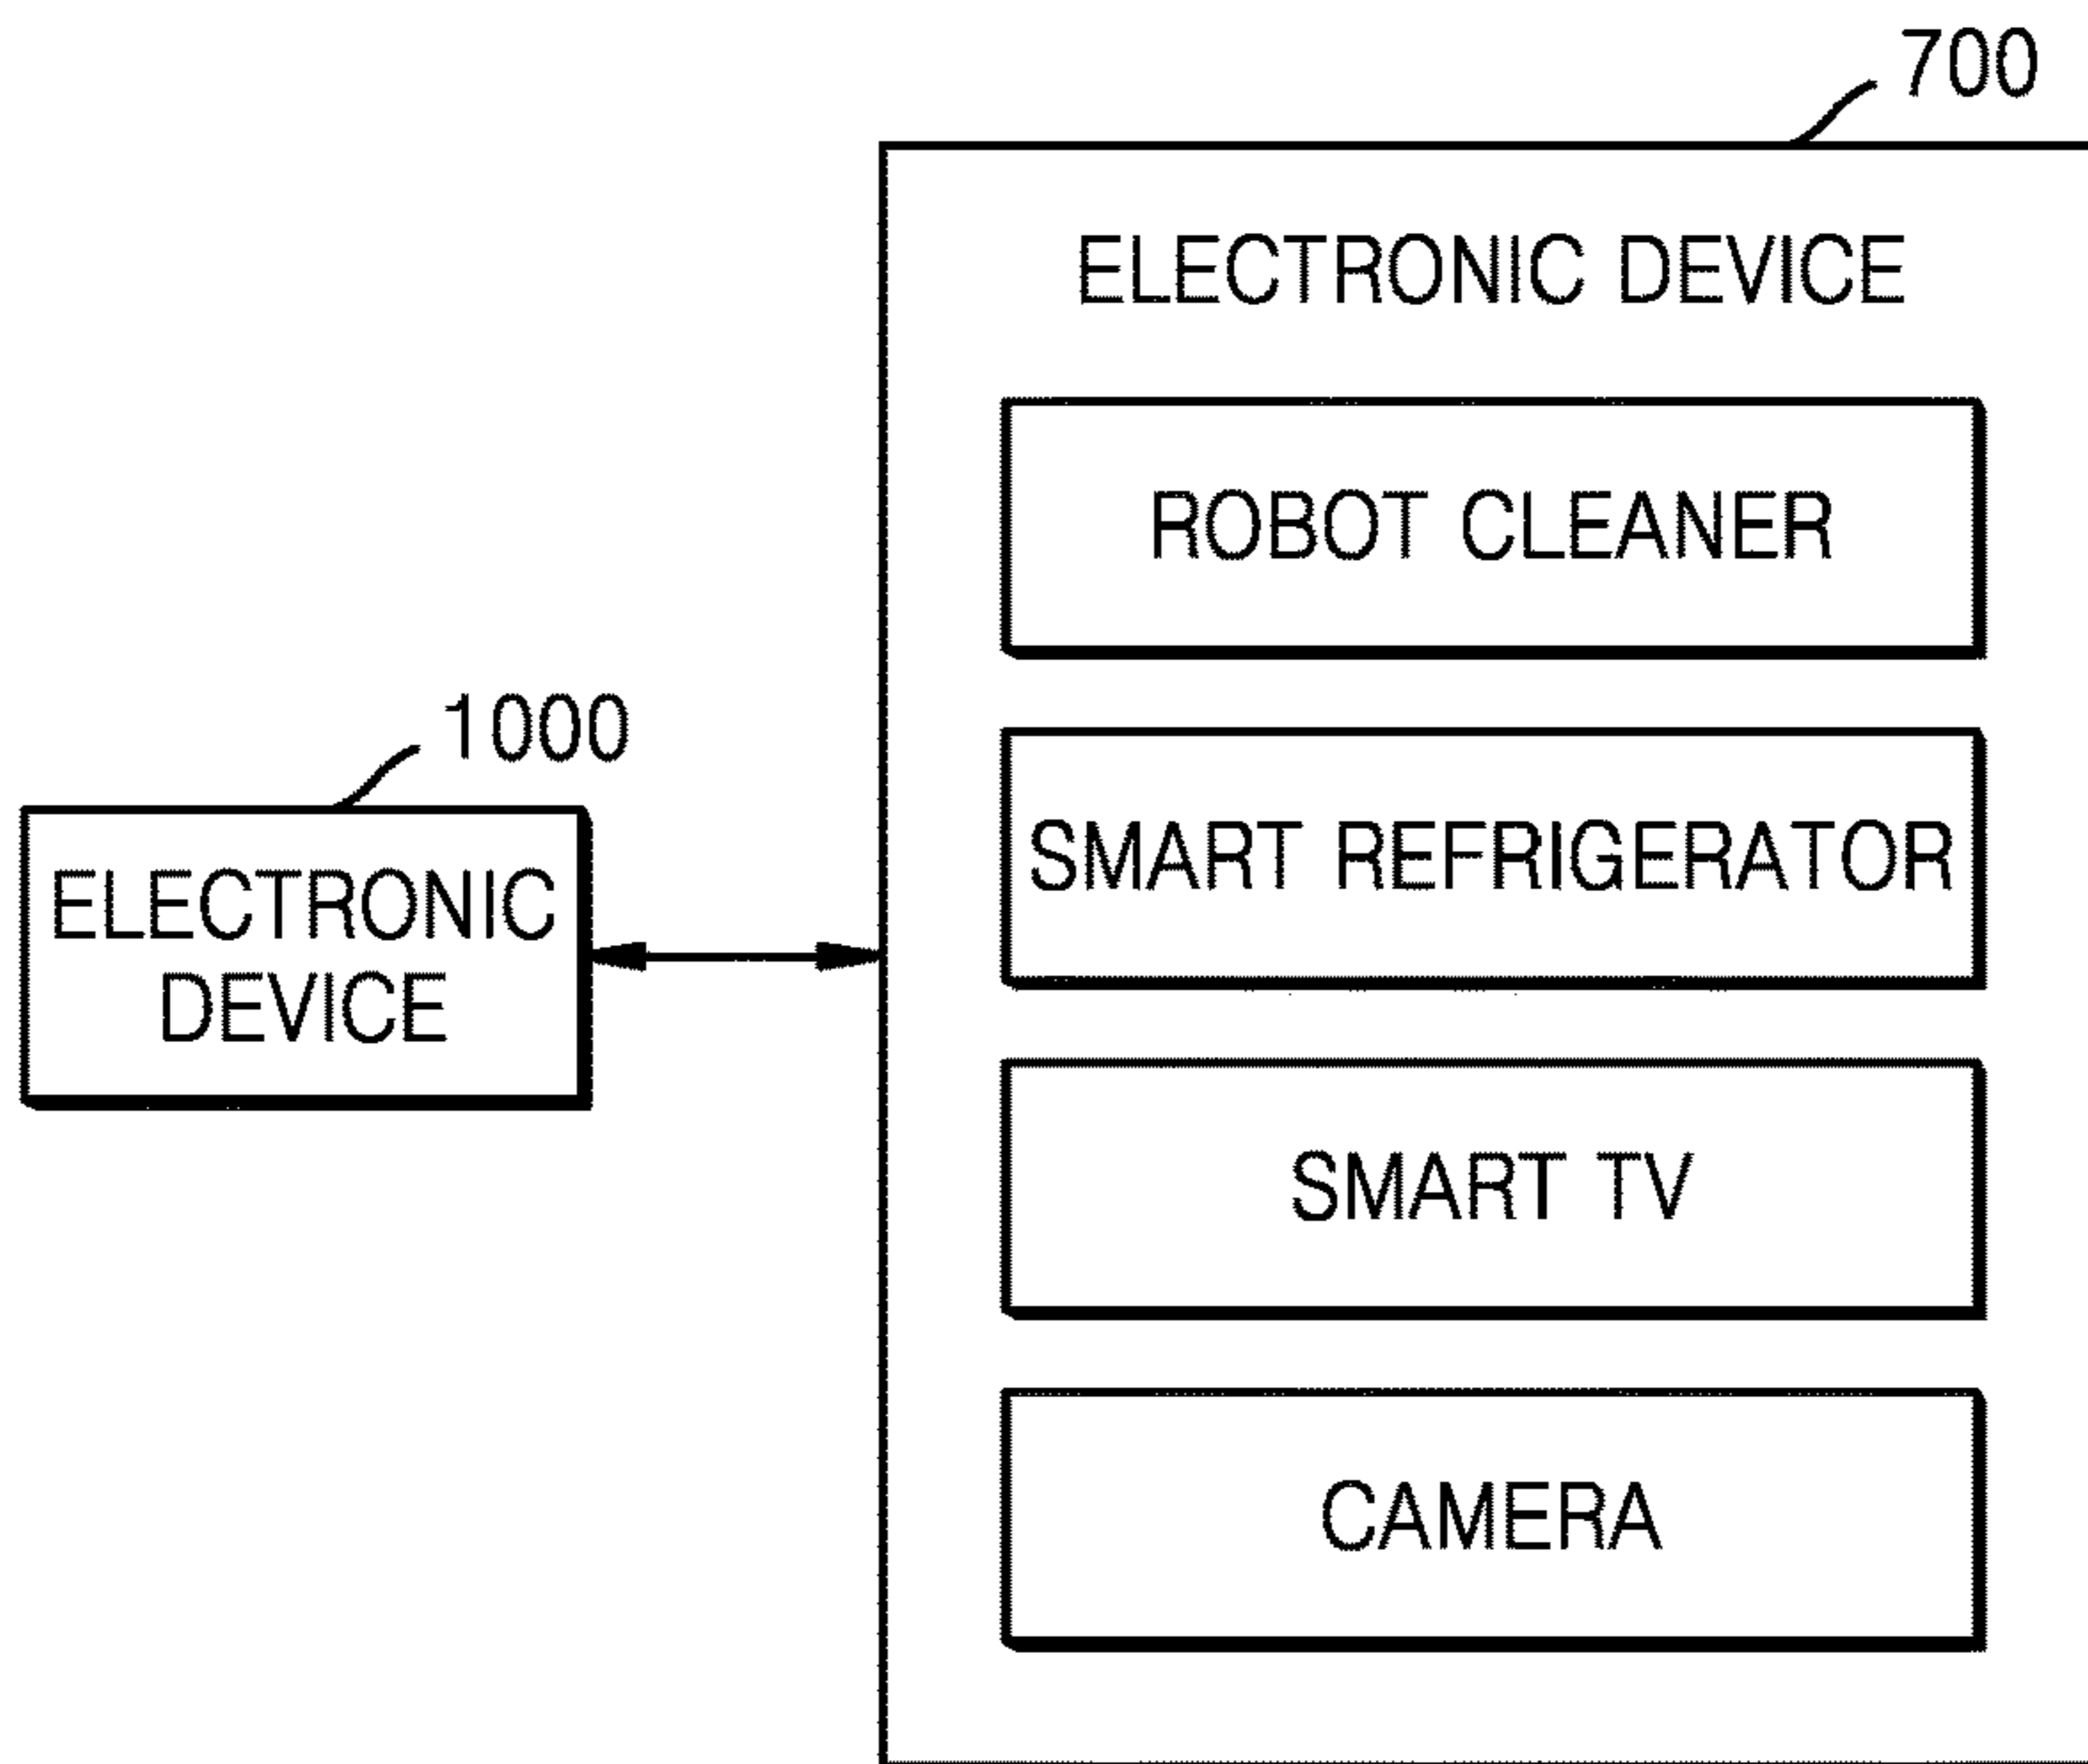 700
ELECTRONIC DEVICE
ROBOT CLEANER
1000
SMART REFRIGERATOR
ELECTRONIC
DEVICE
SMART TV
CAMERA